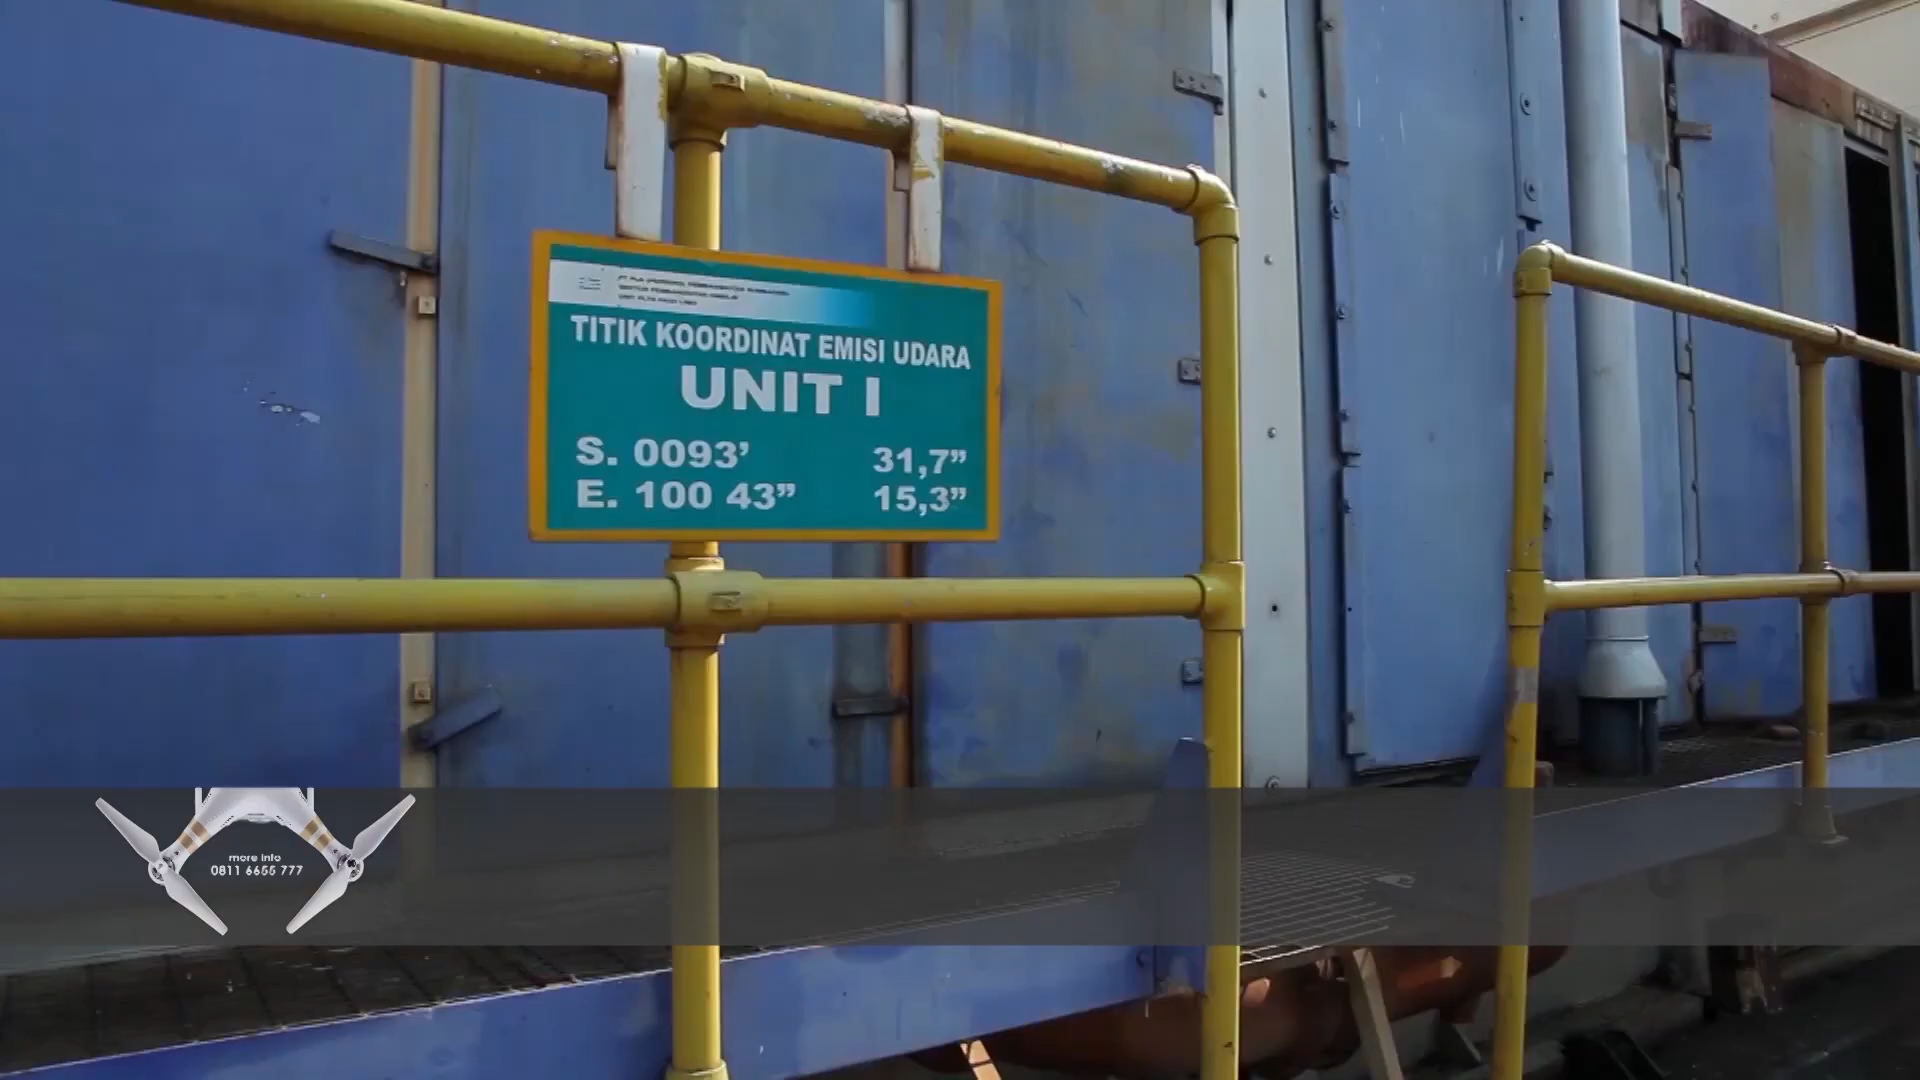 TITIK KOORDINAT EMISI UDARA
UNIT I
S. 0093’ 31,7”
E. 100 43” 15,3”
more info
0811 6655 777